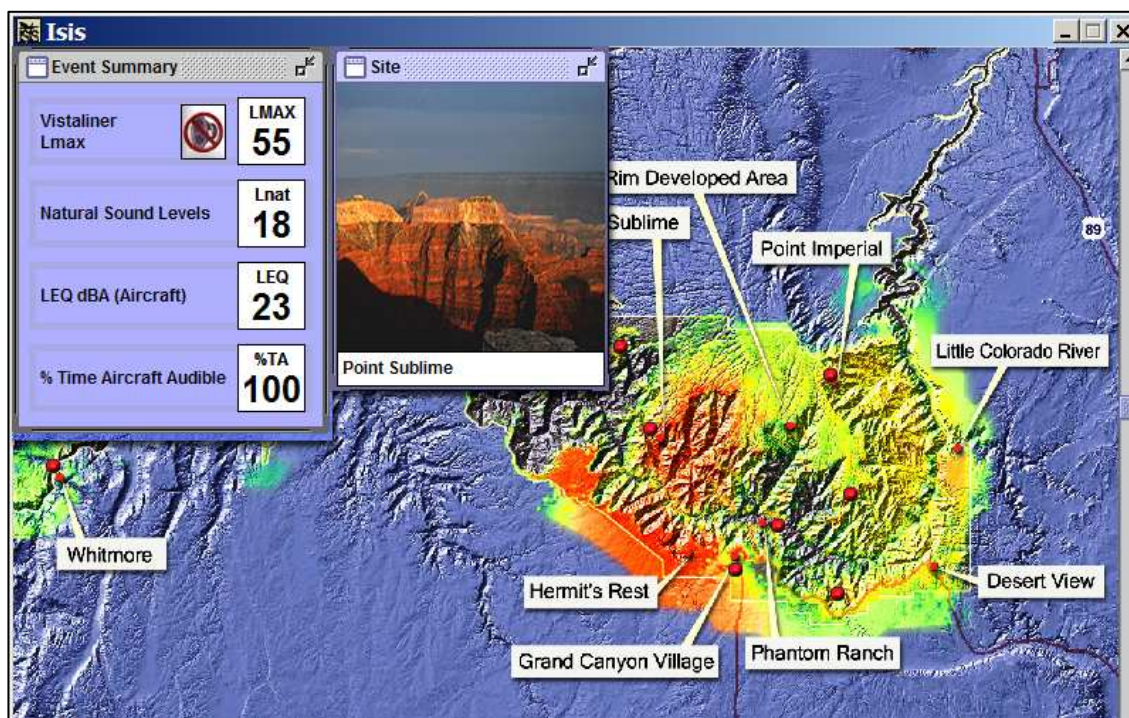 Isis
Event Summary
Vistaliner
Lmax
LMAX
55
Natural Sound Levels
Lnat
18
LEQ dBA (Aircraft)
LEQ
23
% Time Aircraft Audible
%TA
100
Site
Point Sublime
Rim Developed Area
Sublime
Point Imperial
89
Little Colorado River
Whitmore
Hermit's Rest
Desert View
Grand Canyon Village
Phantom Ranch